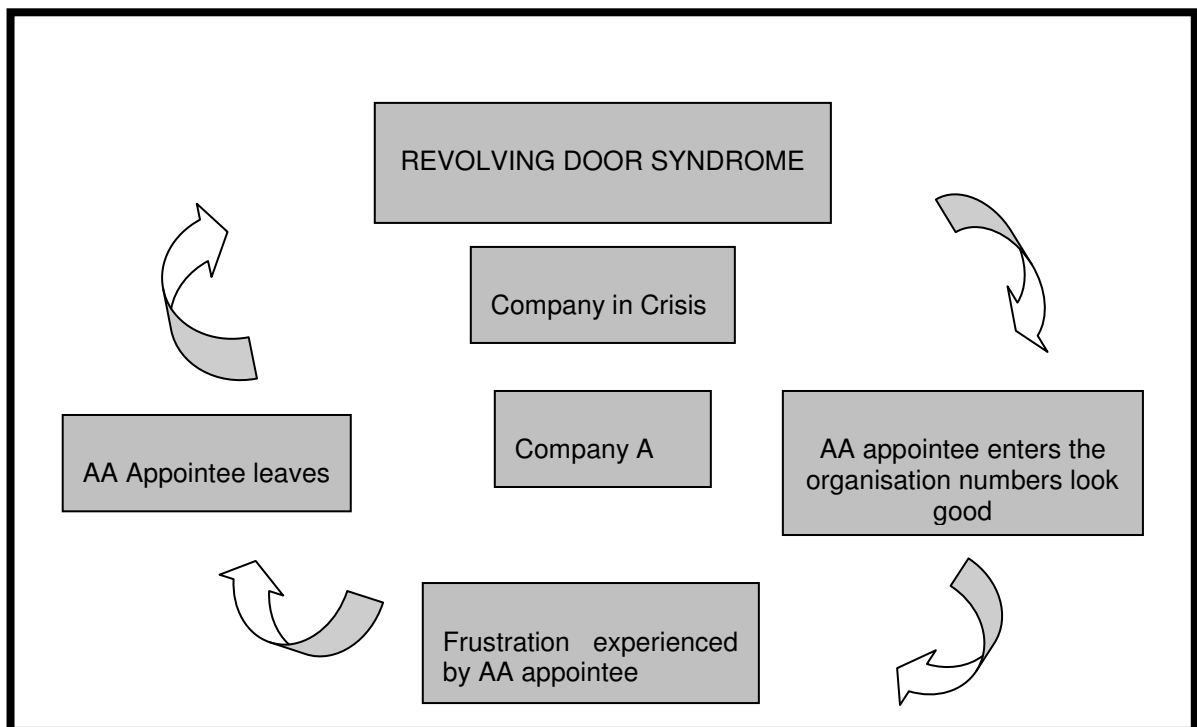 REVOLVING DOOR SYNDROME
Company in Crisis
Company A
AA appointee enters the
organisation numbers look
good
Frustration experienced
by AA appointee
AA Appointee leaves